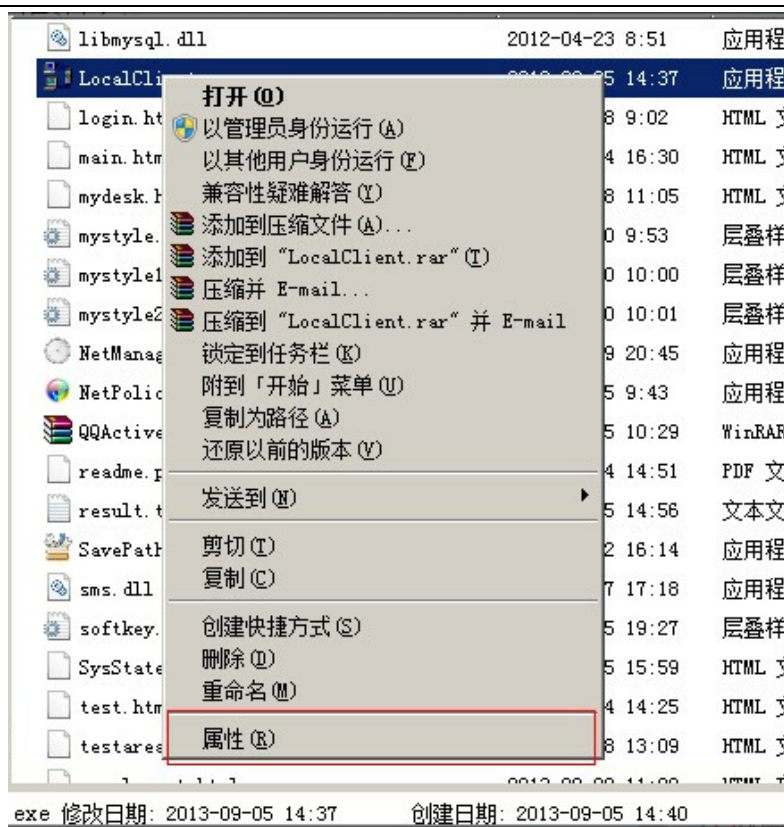 libmysql.dll 2012-04-23 8:51
LocalCli 5 14:37
打开(O)
login.ht 8 9:02 HTML
以管理员身份运行(A)
main.htm 4 16:30 HTML
以其他用户身份运行(F)
mydesk.h 8 11:05 HTML
兼容性疑难解答(Y)
mystyle. 0 9:53 层叠样
添加到压缩文件(A)...
添加到 "LocalClient.rar"(T)
mystyle1 0 10:00 层叠样
压缩并 E-mail...
mystyle2 0 10:01 层叠样
压缩到 "LocalClient.rar" 并 E-mail
NetManag 9 20:45 应用程
锁定到任务栏(K)
NetPolic 5 9:43 应用程
附到「开始」菜单(U)
复制为路径(A)
QQActive 5 10:29 WinRAR
还原以前的版本(V)
readme.p 4 14:51 PDF 文
发送到(N)
result.t 5 14:56 文本文
SavePath 2 16:14 应用程
剪切(T)
复制(C)
sms.dll 7 17:18 应用程
softkey. 5 19:27 层叠样
创建快捷方式(S)
删除(D)
SysState 5 15:59 HTML
重命名(M)
test.htm 4 14:25 HTML
属性(R)
testarea 8 13:09 HTML
exe 修改日期: 2013-09-05 14:37 创建日期: 2013-09-05 14:40